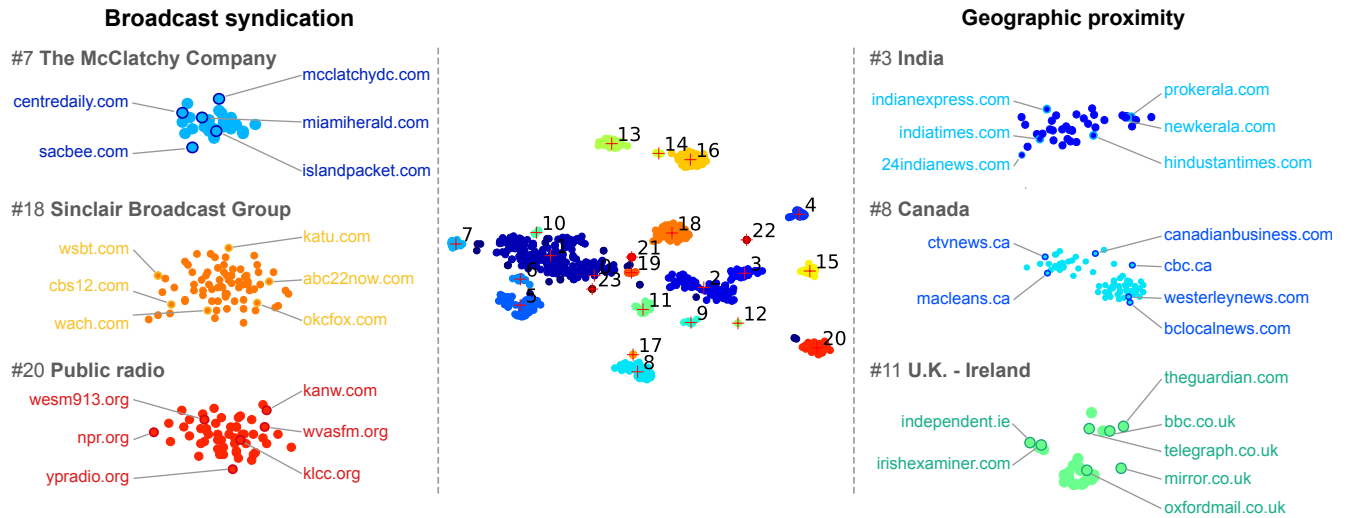 Broadcast syndication
#7 The McClatchy Company
mcclatchydc.com
centredaily.com
miamiherald.com
sacbee.com
islandpacket.com
#18 Sinclair Broadcast Group
katu.com
wsbt.com
abc22now.com
cbs12.com
wach.com
okcfox.com
#20 Public radio
kanw.com
wesm913.org
wvasfm.org
npr.org
klcc.org
ypradio.org
13
14
16
4
7
10
18
22
1
21
3
15
6
0
19
23
2
5
11
9
12
20
17
8
Geographic proximity
#3 India
prokerala.com
indianexpress.com
newkerala.com
indiatimes.com
hindustantimes.com
24indianews.com
#8 Canada
canadianbusiness.com
ctvnews.ca
cbc.ca
macleans.ca
westerleynews.com
bclocalnews.com
#11 U.K. - Ireland
theguardian.com
independent.ie
bbc.co.uk
telegraph.co.uk
irishexaminer.com
mirror.co.uk
oxfordmail.co.uk